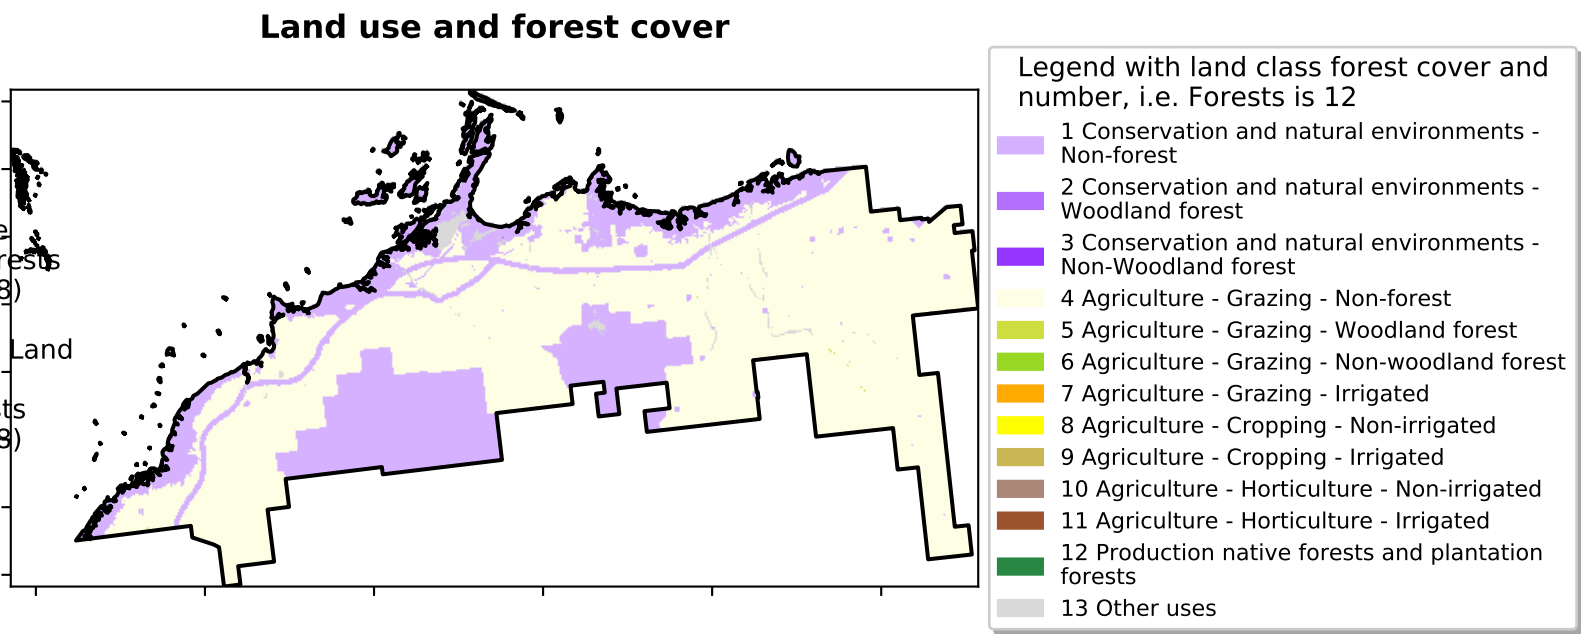 Land use and forest cover
e
rests
8)
Land
sts
8)
Legend with land class forest cover and
number, i.e. Forests is 12
1 Conservation and natural environments -
Non-forest
2 Conservation and natural environments -
Woodland forest
3 Conservation and natural environments -
Non-Woodland forest
4 Agriculture - Grazing - Non-forest
5 Agriculture - Grazing - Woodland forest
6 Agriculture - Grazing - Non-woodland forest
7 Agriculture - Grazing - Irrigated
8 Agriculture - Cropping - Non-irrigated
9 Agriculture - Cropping - Irrigated
10 Agriculture - Horticulture - Non-irrigated
11 Agriculture - Horticulture - Irrigated
12 Production native forests and plantation
forests
13 Other uses